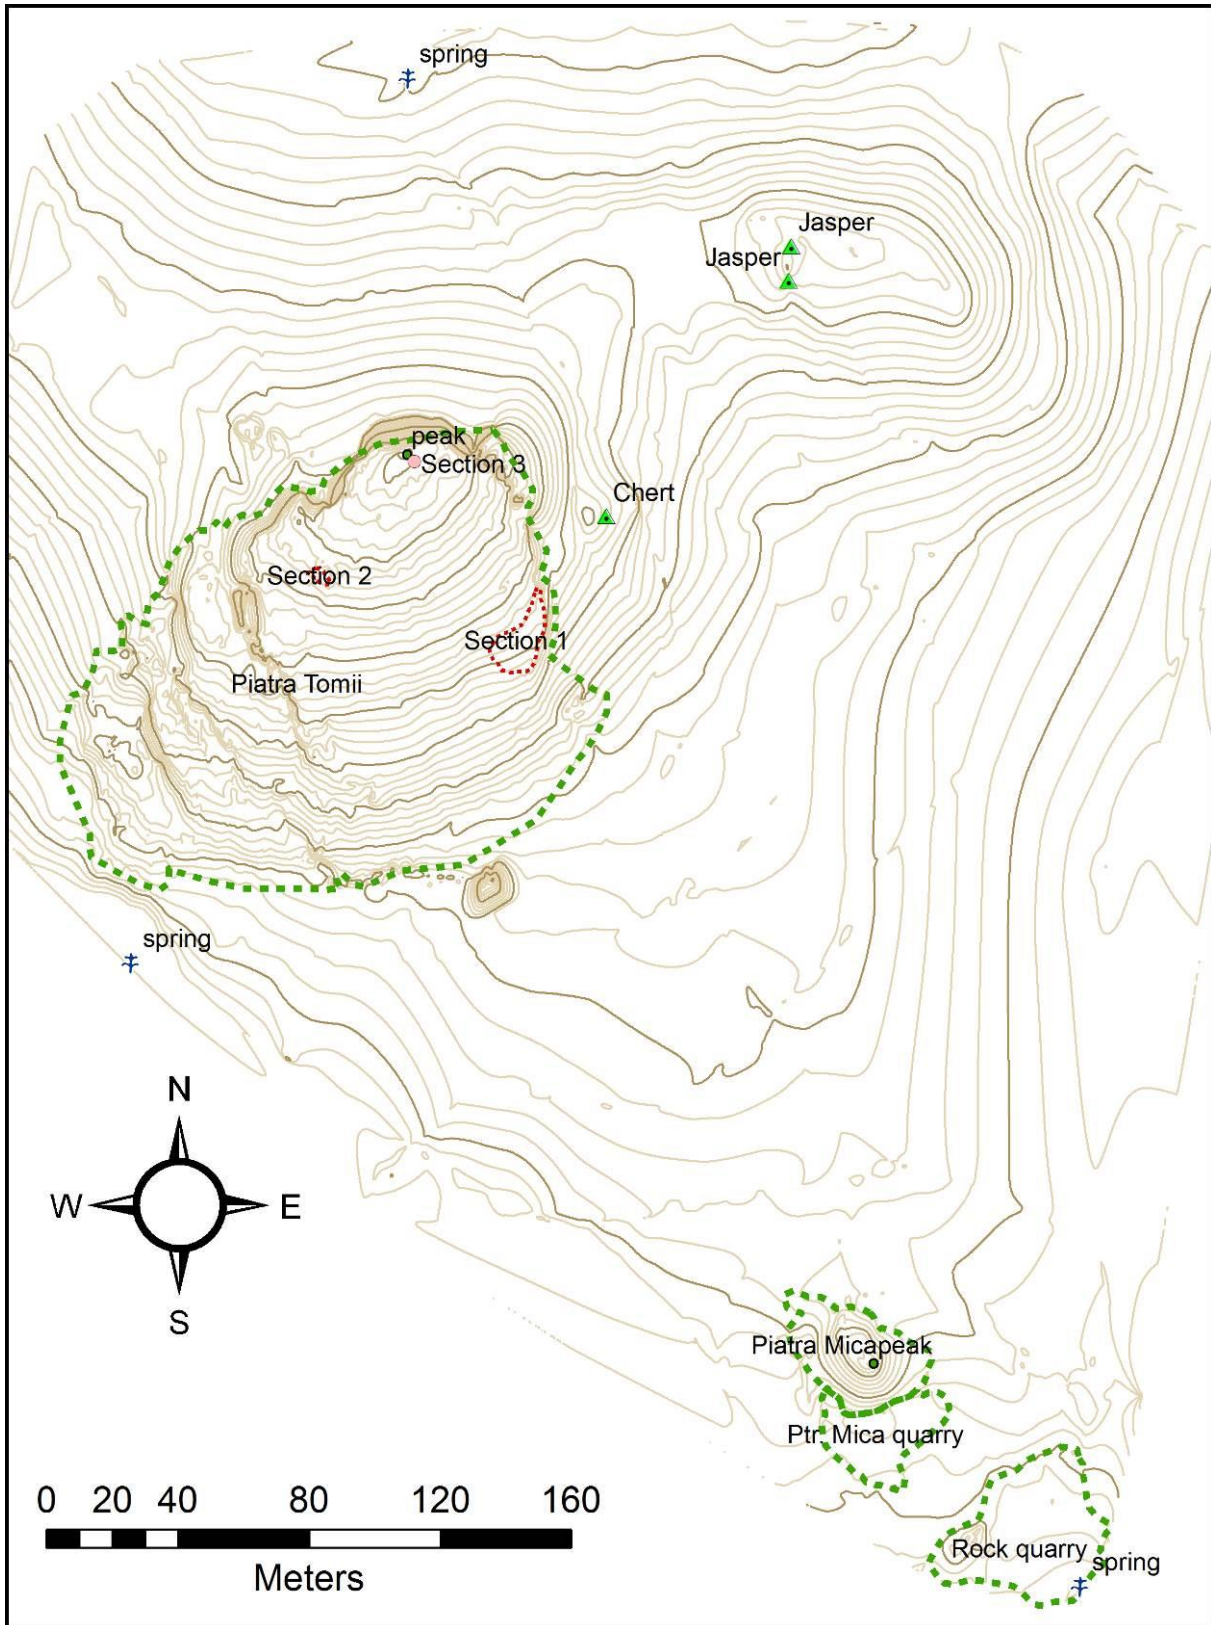 spring
Jasper
Jasper
peak
Section 3
Chert
Section 2
Section 1
Piatra Tomii
spring
N
W E
S
Piatra Micapeak
Ptr. Mica quarry
0 20 40 80 120 160
Meters
Rock quarry
spring